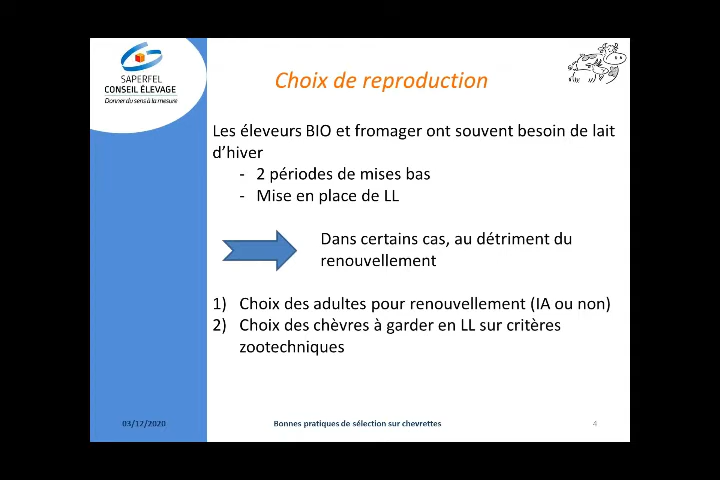 SAPERFEL
CONSEIL ÉLEVAGE
Donner du sens à la mesure
Choix de reproduction
Les éleveurs BIO et fromager ont souvent besoin de lait
d'hiver
- 2 périodes de mises bas
- Mise en place de LL
Dans certains cas, au détriment du
renouvellement
1) Choix des adultes pour renouvellement (IA ou non)
2) Choix des chèvres à garder en LL sur critères
zootechniques
03/12/2020
Bonnes pratiques de sélection sur chevrettes
4